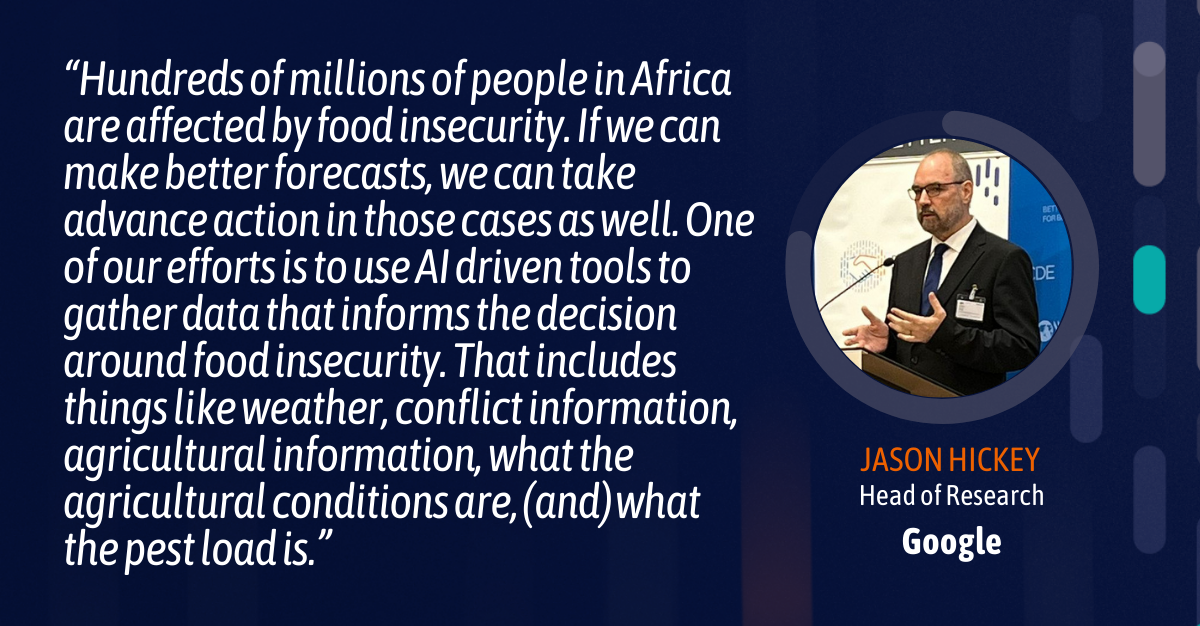 “Hundreds of millions of people in Africa
are affected by food insecurity. If we can
make better forecasts, we can take
advance action in those cases as well. One
of our efforts is to use AI driven tools to
gather data that informs the decision
around food insecurity. That includes
things like weather, conflict information,
agricultural information, what the
agricultural conditions are, (and) what
the pest load is.”
JASON HICKEY
Head of Research
Google